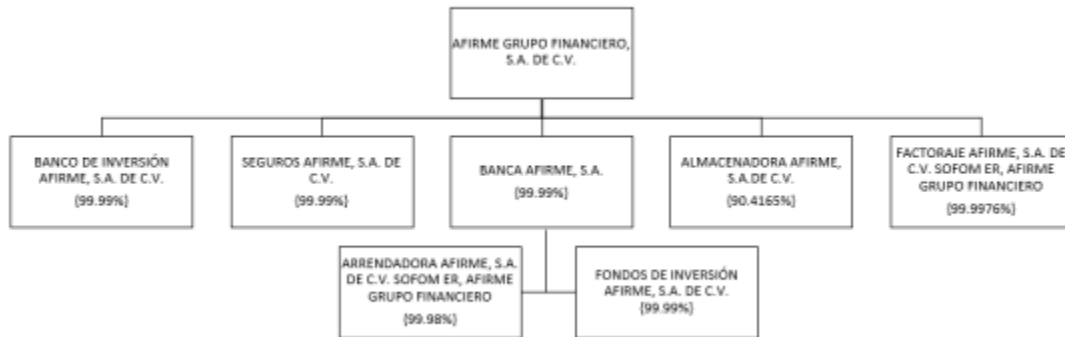 AFIRME GRUPO FINANCIERO,
S.A. DE C.V.
BANCO DE INVERSIÓN
AFIRME, S.A. DE C.V.
(99.99%)
SEGUROS AFIRME, S.A. DE
C.V.
(99.99%)
BANCA AFIRME, S.A.
(99.99%)
ALMACENADORA AFIRME,
S.A.DE C.V.
(90.4165%)
FACTORAJE AFIRME, S.A. DE
C.V. SOFOM ER, AFIRME
GRUPO FINANCIERO
(99.9976%)
ARRENDADORA AFIRME, S.A.
DE C.V. SOFOM ER, AFIRME
GRUPO FINANCIERO
(99.98%)
FONDOS DE INVERSIÓN
AFIRME, S.A. DE C.V.
(99.99%)